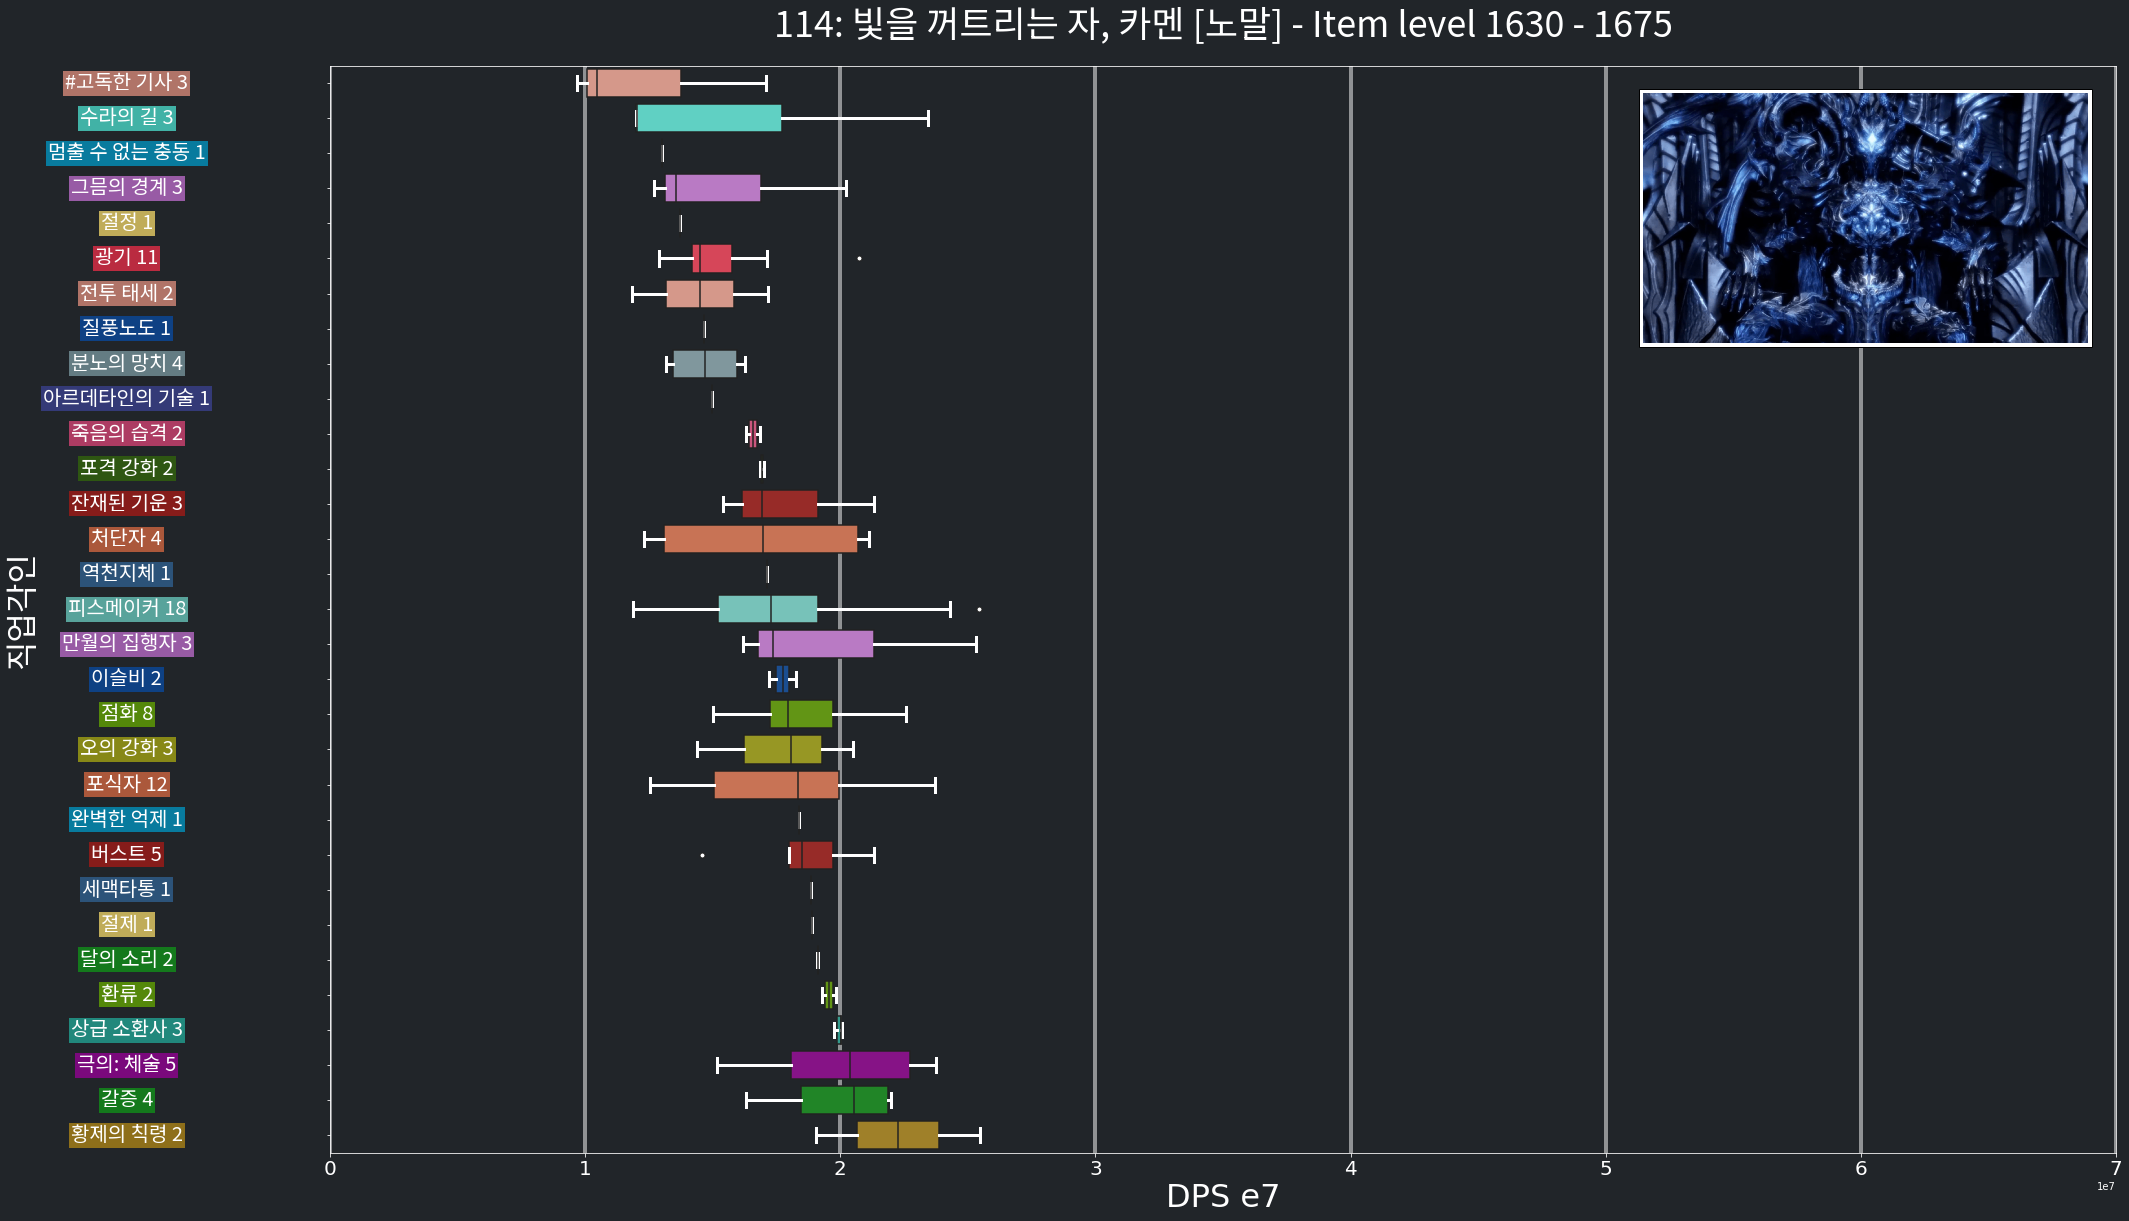 114: 빛을 꺼트리는 자, 카멘 [노말] - Item level 1630 - 1675
직업각인
#고독한 기사 3
수라의 길 3
멈출 수 없는 충동 1
그믐의 경계 3
절정 1
광기 11
전투 태세 2
질풍노도 1
분노의 망치 4
아르데타인의 기술 1
죽음의 습격 2
포격 강화 2
잔재된 기운 3
처단자 4
역천지체 1
피스메이커 18
만월의 집행자 3
이슬비 2
점화 8
오의 강화 3
포식자 12
완벽한 억제 1
버스트 5
세맥타통 1
절제 1
달의 소리 2
환류 2
상급 소환사 3
극의: 체술 5
갈증 4
황제의 칙령 2
0 1 2 3 4 5 6 7
1e7
DPS e7